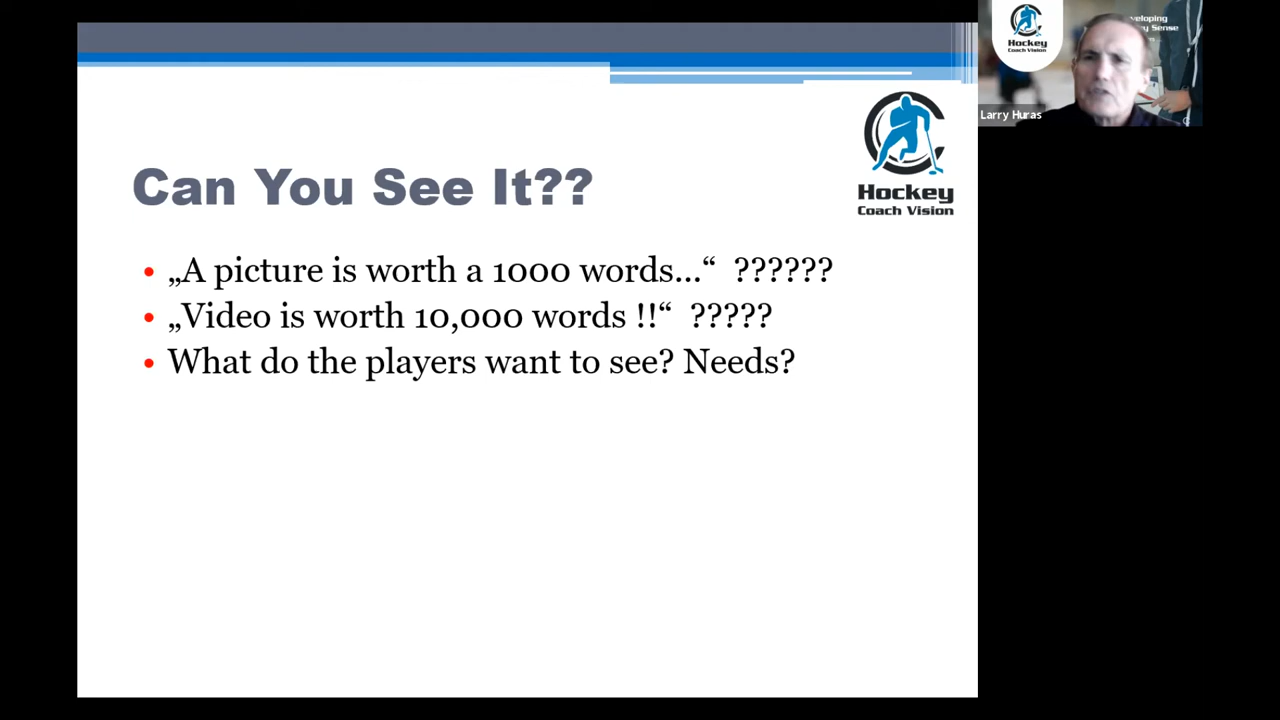 Can You See It??
• „A picture is worth a 1000 words...“ ??????
• „Video is worth 10,000 words !!“ ?????
• What do the players want to see? Needs?
Hockey
Coach Vision
Hockey
Coach Vision
Sense
Larry Huras